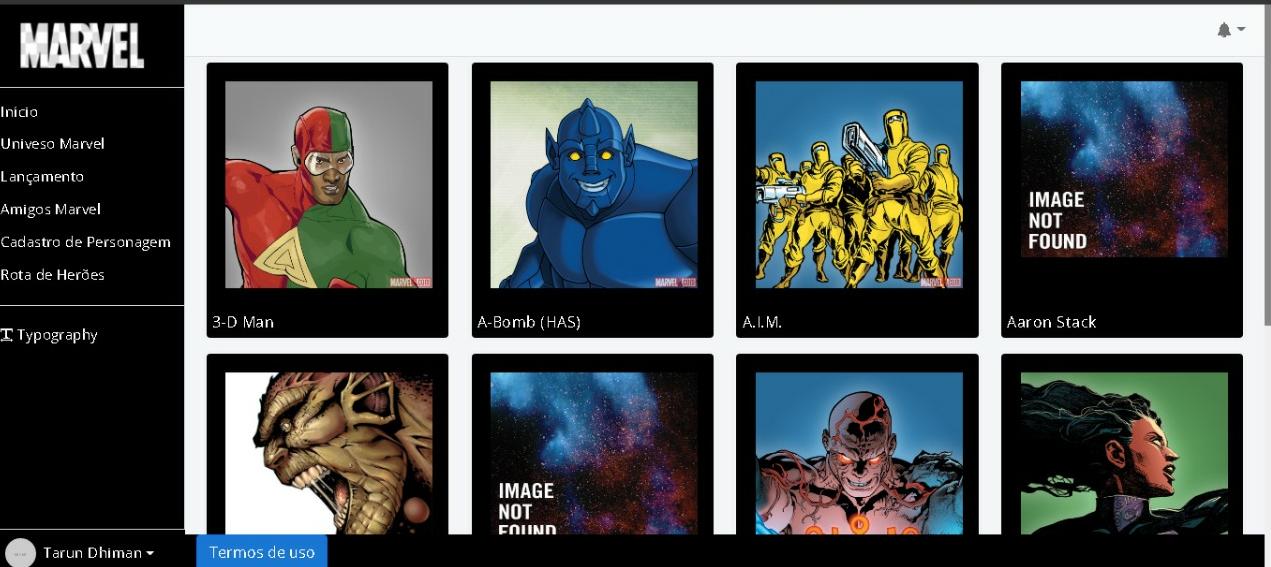 MARVEL
Início
Univeso Marvel
Lançamento
Amigos Marvel
Cadastro de Personagem
Rota de Herões
Typography
Tarun Dhiman
3-D Man
A-Bomb (HAS)
A.I.M.
IMAGE
NOT
FOUND
Aaron Stack
IMAGE
NOT
FOUND
Termos de uso